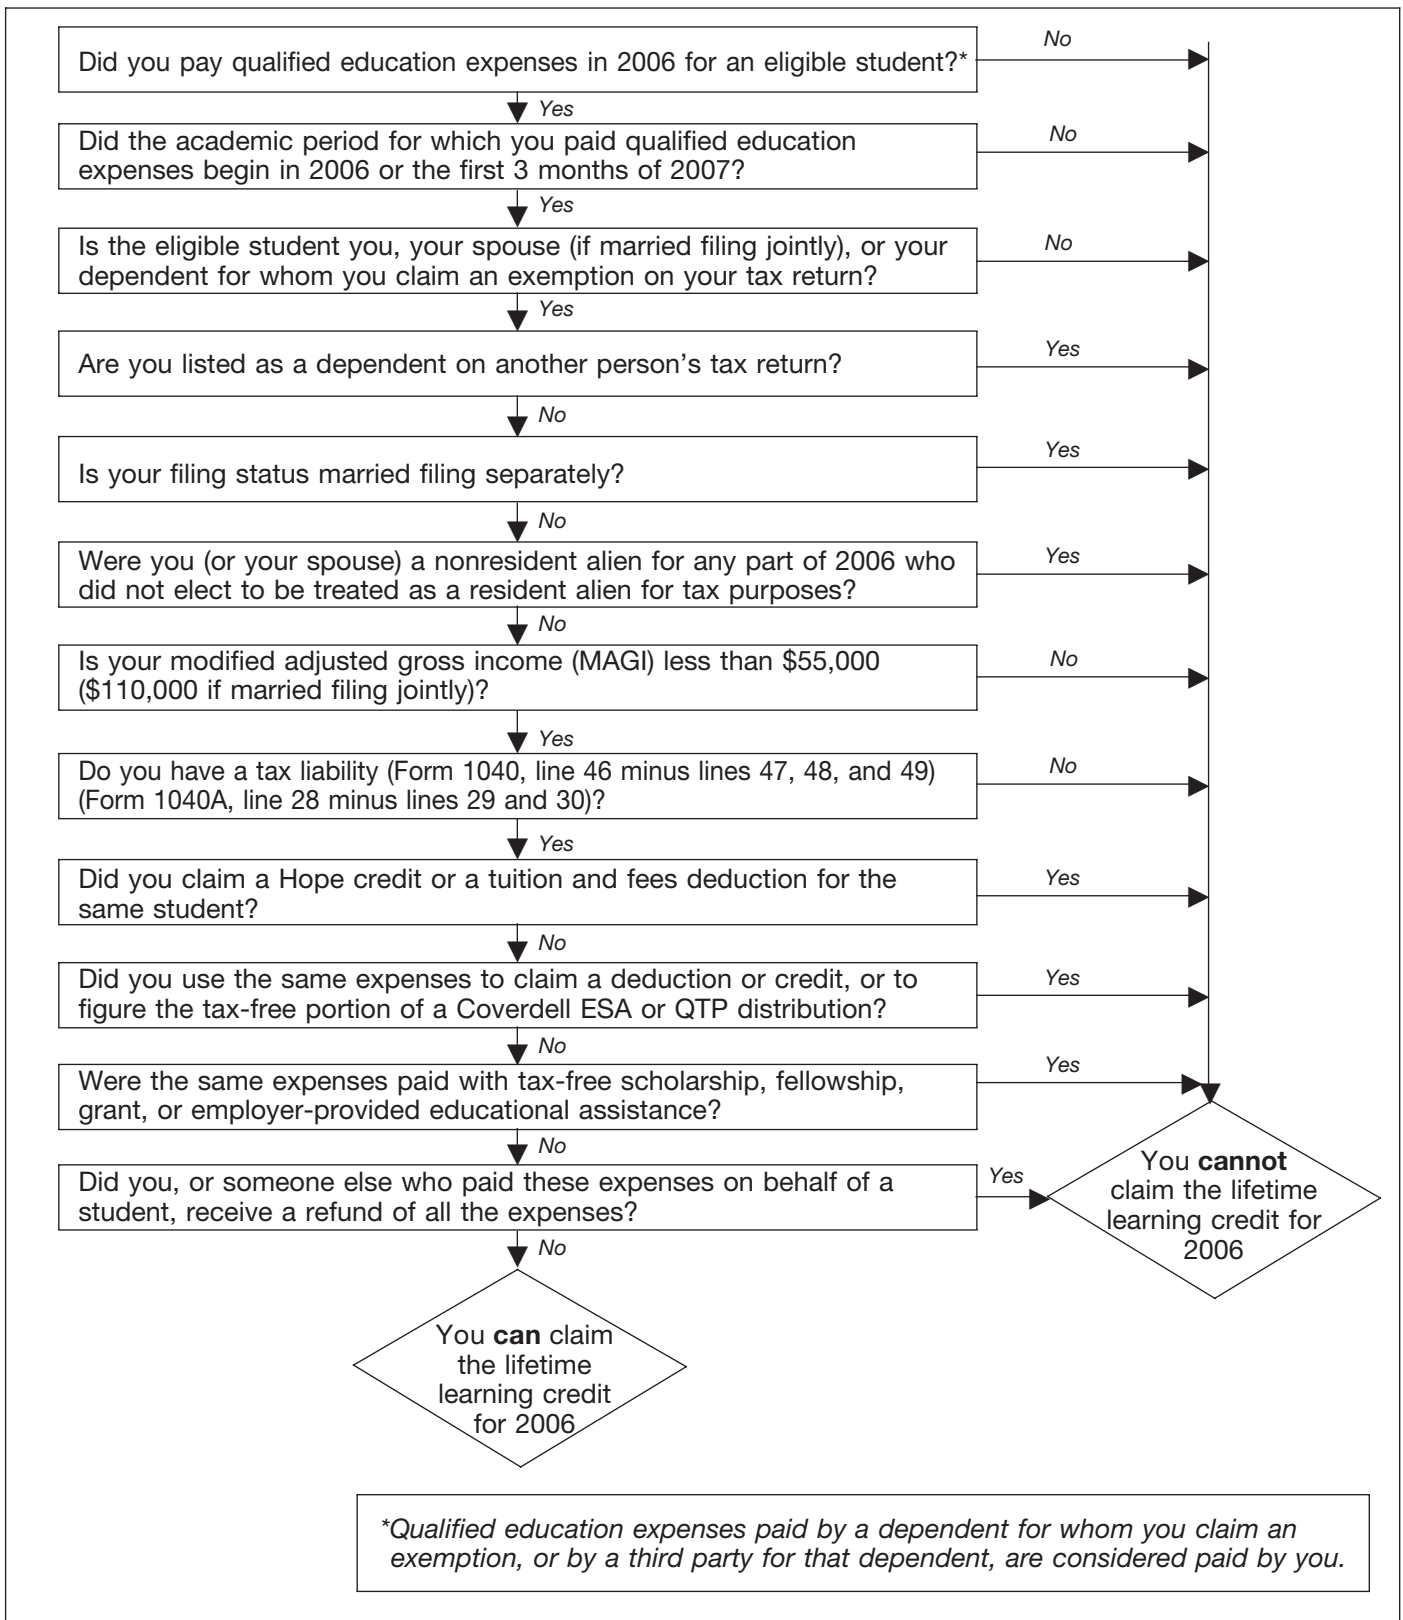 Did you pay qualified education expenses in 2006 for an eligible student?*
No
Yes
Did the academic period for which you paid qualified education
expenses begin in 2006 or the first 3 months of 2007?
No
Yes
Is the eligible student you, your spouse (if married filing jointly), or your
dependent for whom you claim an exemption on your tax return?
No
Yes
Are you listed as a dependent on another person's tax return?
Yes
No
Is your filing status married filing separately?
Yes
No
Were you (or your spouse) a nonresident alien for any part of 2006 who
did not elect to be treated as a resident alien for tax purposes?
Yes
No
Is your modified adjusted gross income (MAGI) less than $55,000
($110,000 if married filing jointly)?
No
Yes
Do you have a tax liability (Form 1040, line 46 minus lines 47, 48, and 49)
(Form 1040A, line 28 minus lines 29 and 30)?
No
Yes
Did you claim a Hope credit or a tuition and fees deduction for the
same student?
Yes
No
Did you use the same expenses to claim a deduction or credit, or to
figure the tax-free portion of a Coverdell ESA or QTP distribution?
Yes
No
Were the same expenses paid with tax-free scholarship, fellowship,
grant, or employer-provided educational assistance?
Yes
No
Did you, or someone else who paid these expenses on behalf of a
student, receive a refund of all the expenses?
Yes
You cannot
claim the lifetime
learning credit for
2006
No
You can claim
the lifetime
learning credit
for 2006
*Qualified education expenses paid by a dependent for whom you claim an
exemption, or by a third party for that dependent, are considered paid by you.